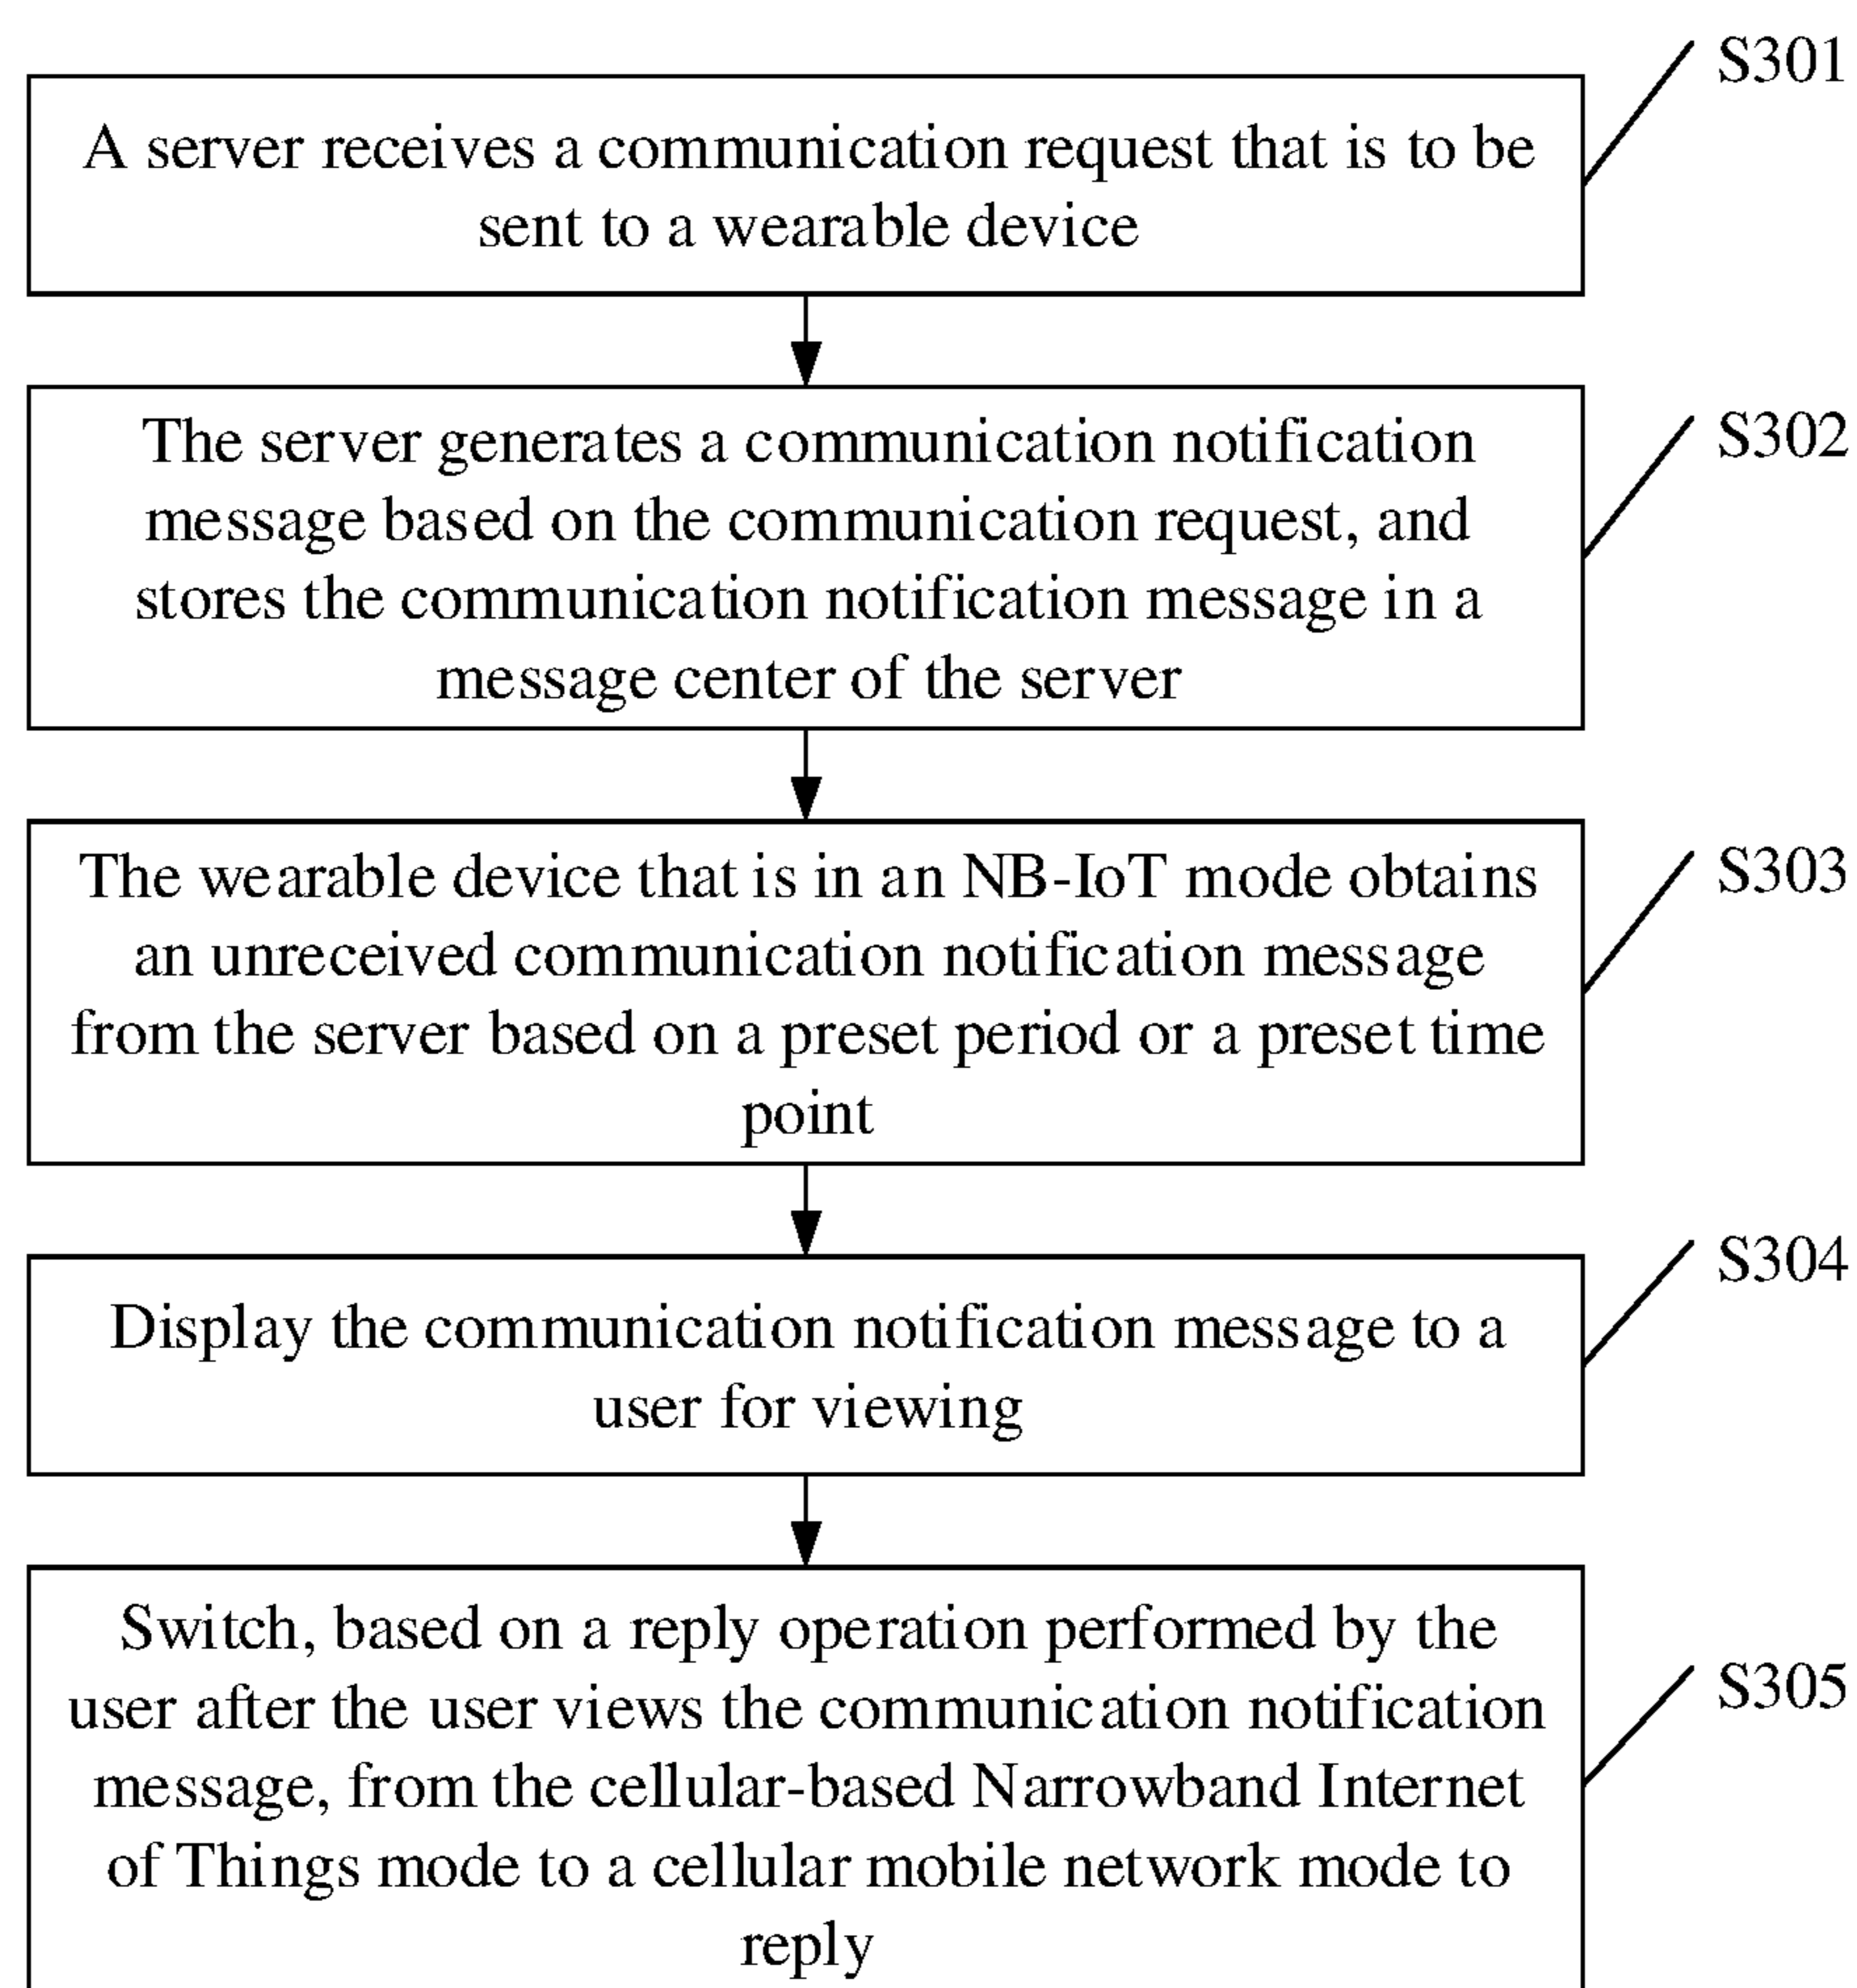 S301
A server receives a communication request that is to be
sent to a wearable device
S302
The server generates a communication notification
message based on the communication request, and
stores the communication notification message in a
message center of the server
S303
The wearable device that is in an NB-IoT mode obtains
an unreceived communication notification message
from the server based on a preset period or a preset time
point
S304
Display the communication notification message to a
user for viewing
S305
Switch, based on a reply operation performed by the
user after the user views the communication notification
message, from the cellular-based Narrowband Internet
of Things mode to a cellular mobile network mode to
reply